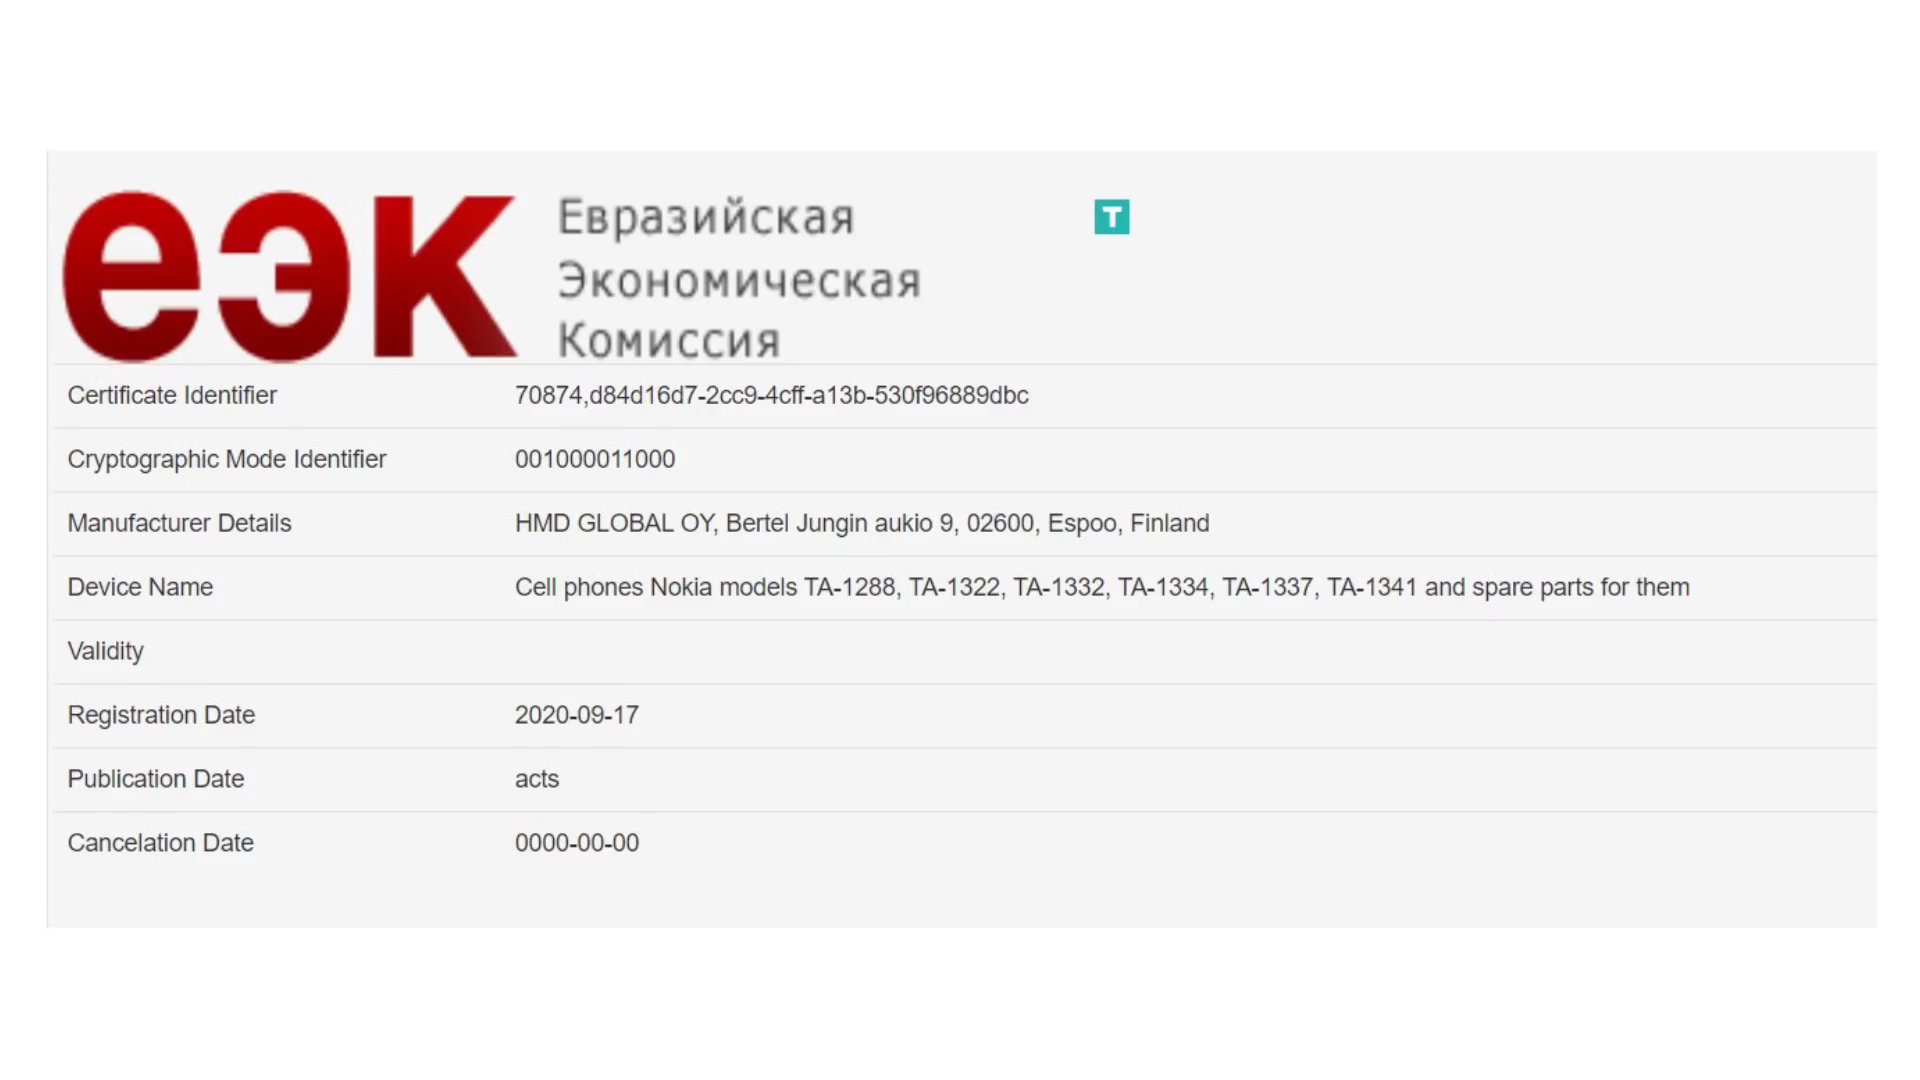 еэк
Евразийская
Экономическая
Комиссия
T
Certificate Identifier 70874,d84d16d7-2cc9-4cff-a13b-530f96889dbc
Cryptographic Mode Identifier 001000011000
Manufacturer Details HMD GLOBAL OY, Bertel Jungin aukio 9, 02600, Espoo, Finland
Device Name Cell phones Nokia models TA-1288, TA-1322, TA-1332, TA-1334, TA-1337, TA-1341 and spare parts for them
Validity
Registration Date 2020-09-17
Publication Date acts
Cancelation Date 0000-00-00